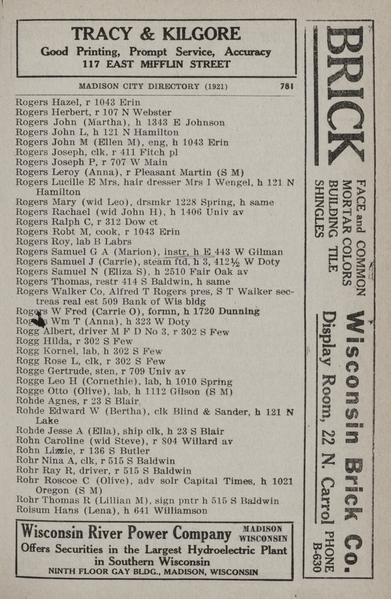 TRACY & KILGORE
Good Printing, Prompt Service, Accuracy
117 EAST MIFFLIN STREET
MADISON CITY DIRECTORY (1921) 781
Rogers Hazel, r 1043 Erin
Rogers Herbert, r 107 N Webster
Rogers John (Martha), h 1343 E Johnson
Rogers John L, h 121 N Hamilton
Rogers John M (Ellen M), eng, h 1043 Erin
Rogers Joseph, clk, r 411 Fitch pl
Rogers Joseph P, r 707 W Main
Rogers Leroy (Anna), r Pleasant Martin (S M)
Rogers Lucille E Mrs, hair dresser Mrs I Wengel, h 121 N
Hamilton
Rogers Mary (wid Leo), drsmkr 1228 Spring, h same
Rogers Rachael (wid John H), h 1406 Univ av
Rogers Ralph C, r 312 Dow ct
Rogers Robt M, cook, r 1043 Erin
Rogers Roy, lab B Labrs
Rogers Samuel G A (Marion), instr, h E 443 W Gilman
Rogers Samuel J (Carrie), steam ftd, h 3, 412½ W Doty
Rogers Samuel N (Eliza S), h 2510 Fair Oak av
Rogers Thomas, restr 414 S Baldwin, h same
Rogers Walker Co, Alfred T Rogers pres, S T Walker sec-
treas real est 509 Bank of Wis bldg
Rogers W Fred (Carrie O), formn, h 1720 Dunning
Rogers Wm T (Anna), h 323 W Doty
Rogg Albert, driver M F D No 3, r 302 S Few
Rogg Hilda, r 302 S Few
Rogg Kornel, lab, h 302 S Few
Rogg Rose L, clk, r 302 S Few
Rogge Gertrude, sten, r 709 Univ av
Rogge Leo H (Cornethie), lab, h 1010 Spring
Rogge Otto (Olive), lab, h 1112 Gilson (S M)
Rohde Agnes, r 23 S Blair
Rohde Edward W (Bertha), clk Blind & Sander, h 121 N
Lake
Rohde Jesse A (Ella), ship clk, h 23 S Blair
Rohn Caroline (wid Steve), r 804 Willard av
Rohn Lizzie, r 136 S Butler
Rohr Nina A, clk, r 515 S Baldwin
Rohr Ray R, driver, r 515 S Baldwin
Rohr Roscoe C (Olive), adv solr Capital Times, h 1021
Oregon (S M)
Rohr Thomas R (Lillian M), sign pntr h 515 S Baldwin
Roisum Hans (Lena), h 641 Williamson
Wisconsin River Power Company MADISON WISCONSIN
Offers Securities in the Largest Hydroelectric Plant
in Southern Wisconsin
NINTH FLOOR GAY BLDG., MADISON, WISCONSIN
BRICK
FACE and COMMON
MORTAR COLORS
BUILDING TILE
SHINGLES
Wisconsin Brick Co.
Display Room, 22 N. Carrol
PHONE
B-630